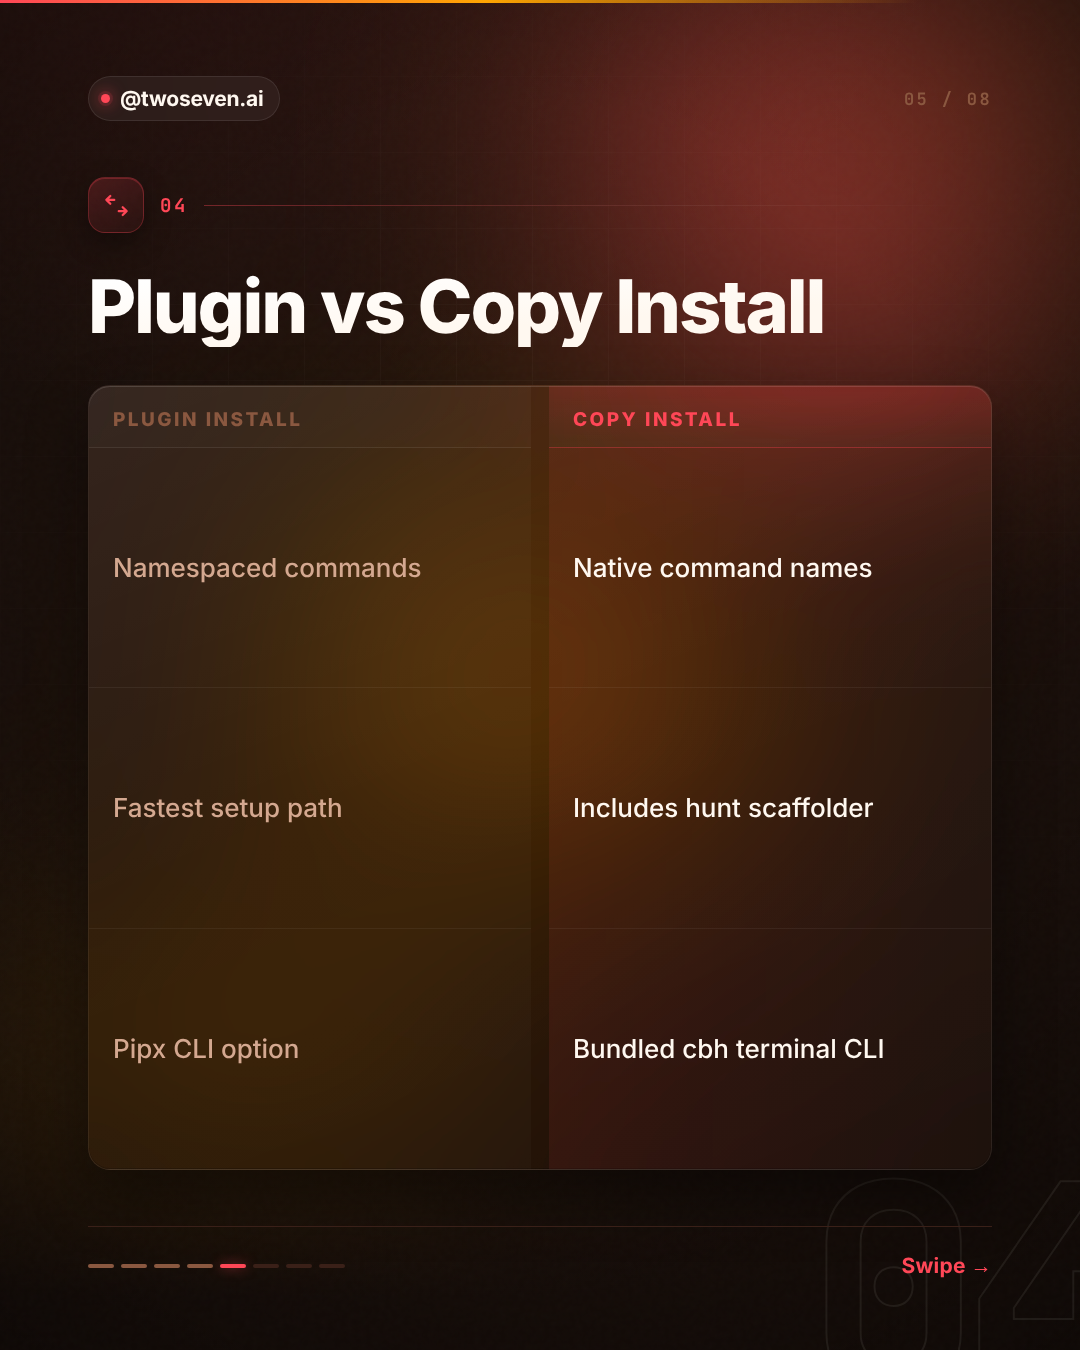 @twoseven.ai
05 / 08
04
Plugin vs Copy Install
PLUGIN INSTALL
COPY INSTALL
Namespaced commands
Native command names
Fastest setup path
Includes hunt scaffolder
Pipx CLI option
Bundled cbh terminal CLI
Swipe →
04